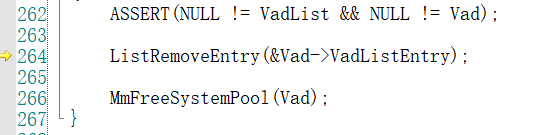 262 ASSERT(NULL != VadList && NULL != Vad);
263
264 ListRemoveEntry(&Vad->VadListEntry);
265
266 MmFreeSystemPool(Vad);
267 }